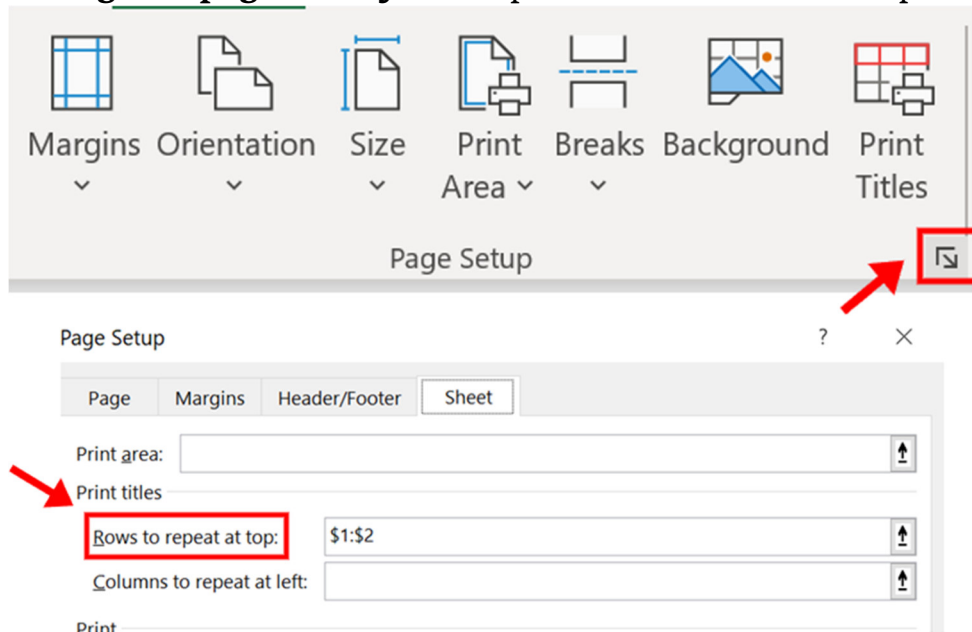 Margins Orientation Size Print Breaks Background Print
Area Titles
Page Setup
Page Setup ? ×
Page Margins Header/Footer Sheet
Print area:
Print titles
Rows to repeat at top: $1:$2
Columns to repeat at left:
Print